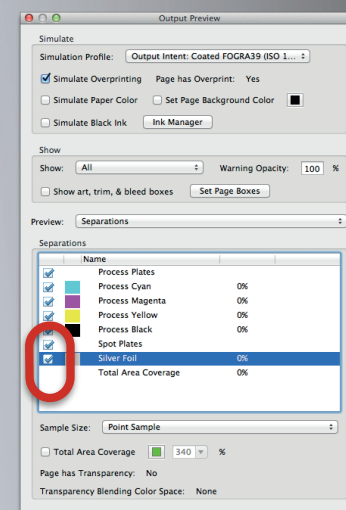 Output Preview
Simulate
Simulation Profile: Output Intent: Coated FOGRA39 (ISO 1...
Simulate Overprinting Page has Overprint: Yes
Simulate Paper Color Set Page Background Color
Simulate Black Ink Ink Manager
Show
Show: All Warning Opacity: 100 %
Show art, trim, & bleed boxes Set Page Boxes
Preview: Separations
Separations
Name
Process Plates
Process Cyan 0%
Process Magenta 0%
Process Yellow 0%
Process Black 0%
Spot Plates
Silver Foil 0%
Total Area Coverage 0%
Sample Size: Point Sample
Total Area Coverage 340 %
Page has Transparency: No
Transparency Blending Color Space: None